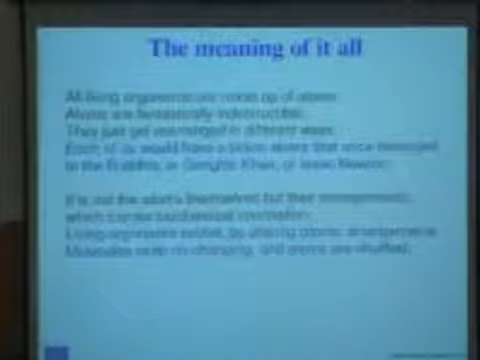 The meaning of it all
All living organisms are made up of atoms.
Atoms are fantastically indestructible.
They just get rearranged in different ways.
Each of us would have a billion atoms that once belonged
to the Buddha, or Genghis Khan, or Isaac Newton.
It is not the atoms themselves, but their arrangements,
which carries biochemical information.
Living organisms evolve, by altering atomic arrangements.
Molecules keep on changing, and atoms are shuffled.